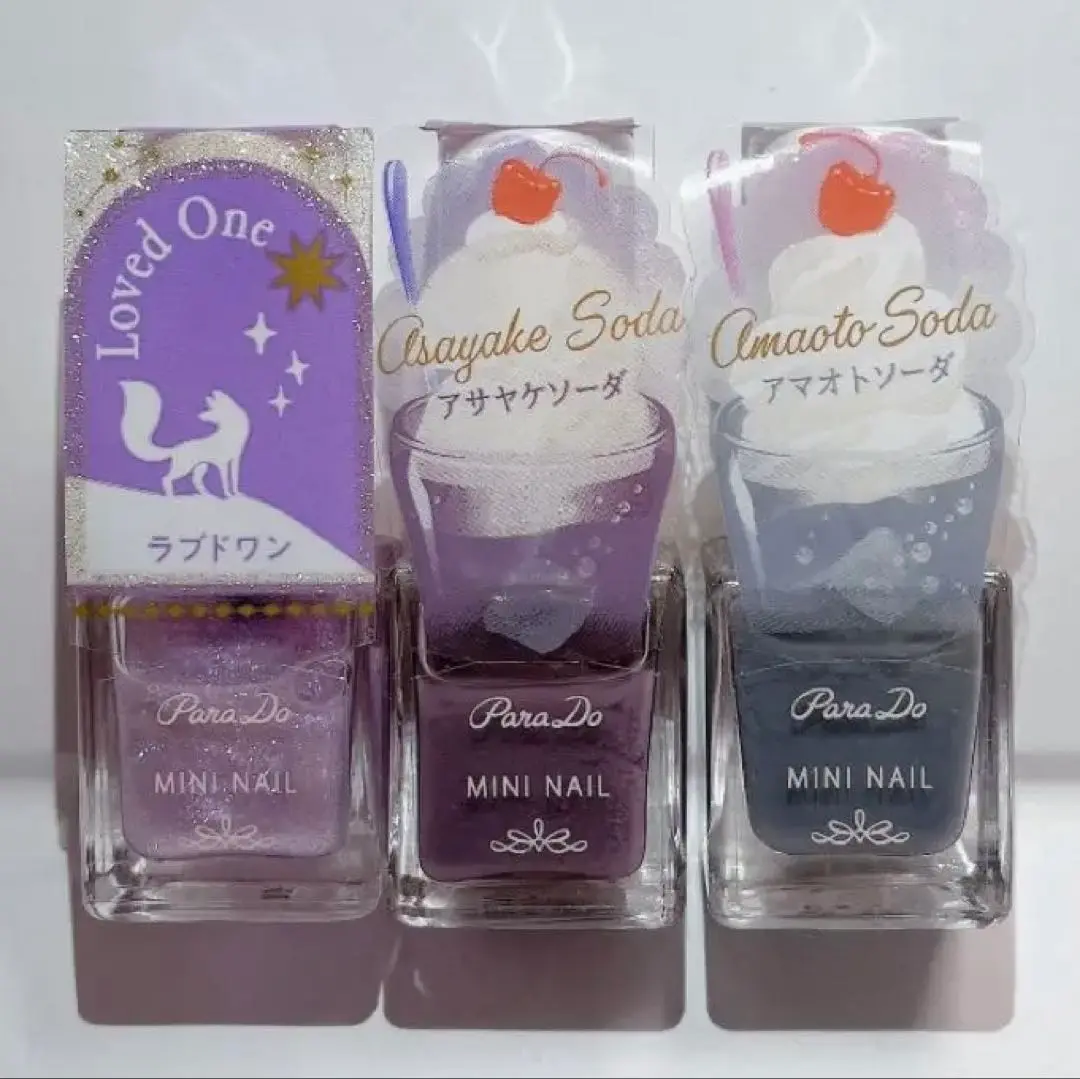 Loved One
ラブドワン
Para Do
MINI NAIL
Asayake Soda
アサヤケソーダ
Para Do
MINI NAIL
Amaoto Soda
アマオトソーダ
Para Do
MINI NAIL